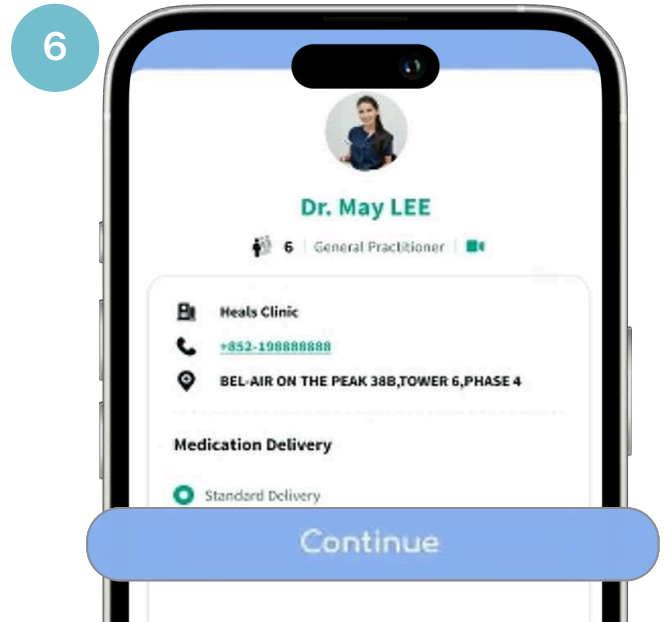 6
Dr. May LEE
6 | General Practitioner |
Heals Clinic
+852-198888888
BEL-AIR ON THE PEAK 38B,TOWER 6,PHASE 4
Medication Delivery
Standard Delivery
Continue